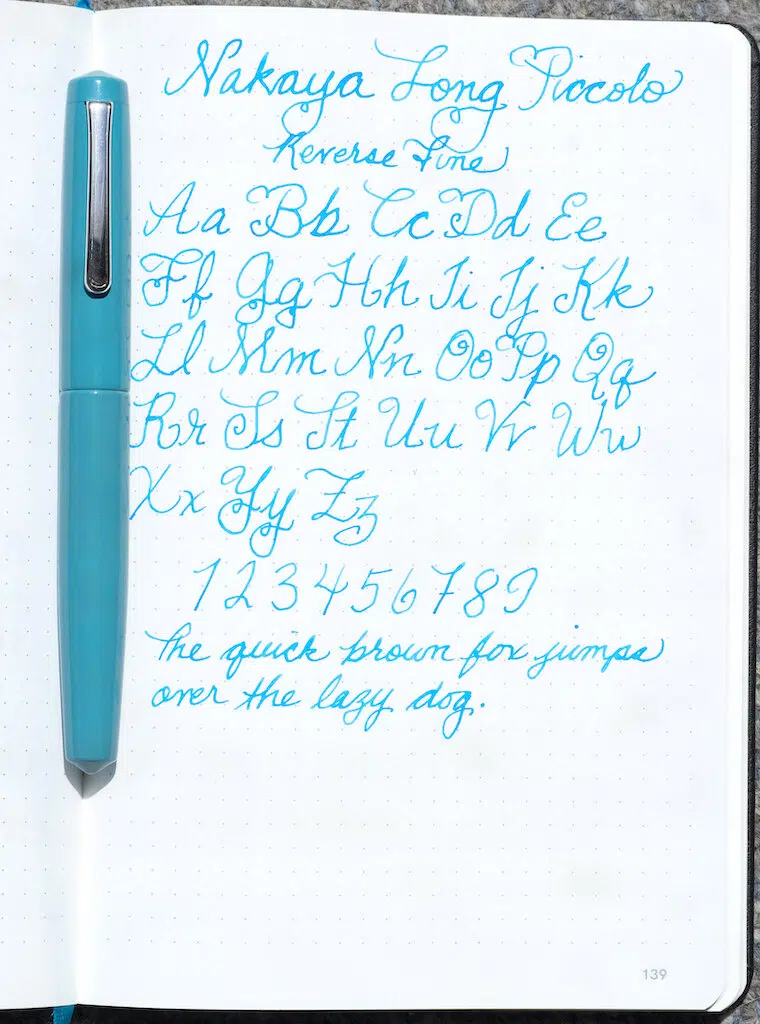 Nakaya Long Piccolo
Reverse Fine
Aa Bb Cc Dd Ee
Ff Gg Hh Ii Jj Kk
Ll Mm Nn Oo Pp Qq
Rr Ss Tt Uu Vv Ww
Xx Yy Zz
1 2 3 4 5 6 7 8 9
The quick brown fox jumps
over the lazy dog.
139